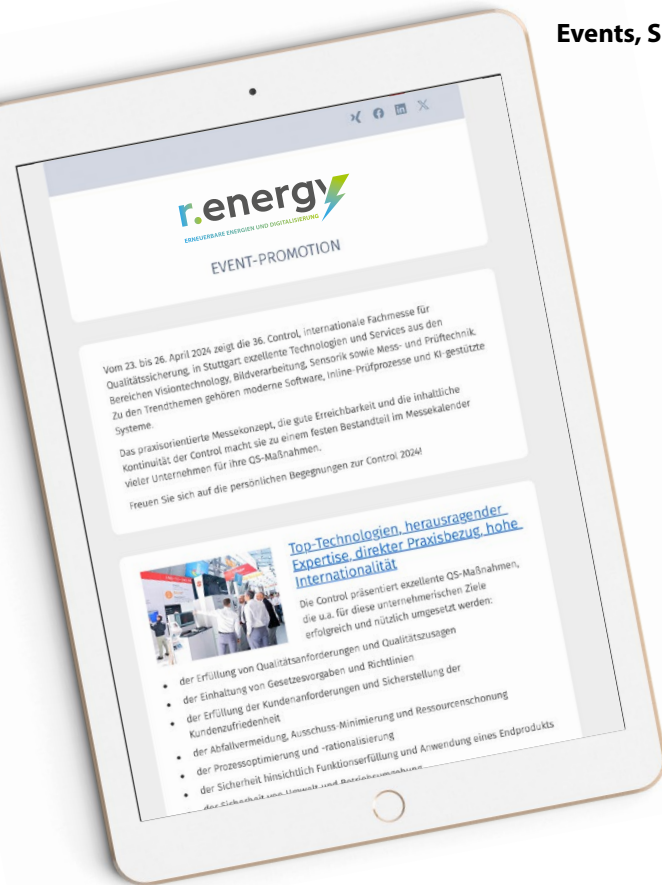 Events, S
r.energy
ERNEUERBARE ENERGIEN UND DIGITALISIERUNG
EVENT-PROMOTION
Vom 23. bis 26. April 2024 zeigt die 36. Control, internationale Fachmesse für
Qualitätssicherung, in Stuttgart exzellente Technologien und Services aus den
Bereichen Visiontechnology, Bildverarbeitung, Sensorik sowie Mess- und Prüftechnik.
Zu den Trendthemen gehören moderne Software, Inline-Prüfprozesse und KI-gestützte
Systeme.
Das praxisorientierte Messekonzept, die gute Erreichbarkeit und die inhaltliche
Kontinuität der Control macht sie zu einem festen Bestandteil im Messekalender
vieler Unternehmen für ihre QS-Maßnahmen.
Freuen Sie sich auf die persönlichen Begegnungen zur Control 2024!
Top-Technologien, herausragender
Expertise, direkter Praxisbezug, hohe
Internationalität
Die Control präsentiert exzellente QS-Maßnahmen,
die u.a. für diese unternehmerischen Ziele
erfolgreich und nützlich umgesetzt werden:
• der Erfüllung von Qualitätsanforderungen und Qualitätszusagen
• der Einhaltung von Gesetzesvorgaben und Richtlinien
• der Erfüllung der Kundenanforderungen und Sicherstellung der
Kundenzufriedenheit
• der Abfallvermeidung, Ausschuss-Minimierung und Ressourcenschonung
• der Prozessoptimierung und -rationalisierung
• der Sicherheit hinsichtlich Funktionserfüllung und Anwendung eines Endprodukts
der Sicherheit von Umwelt und Betriebsumgebung